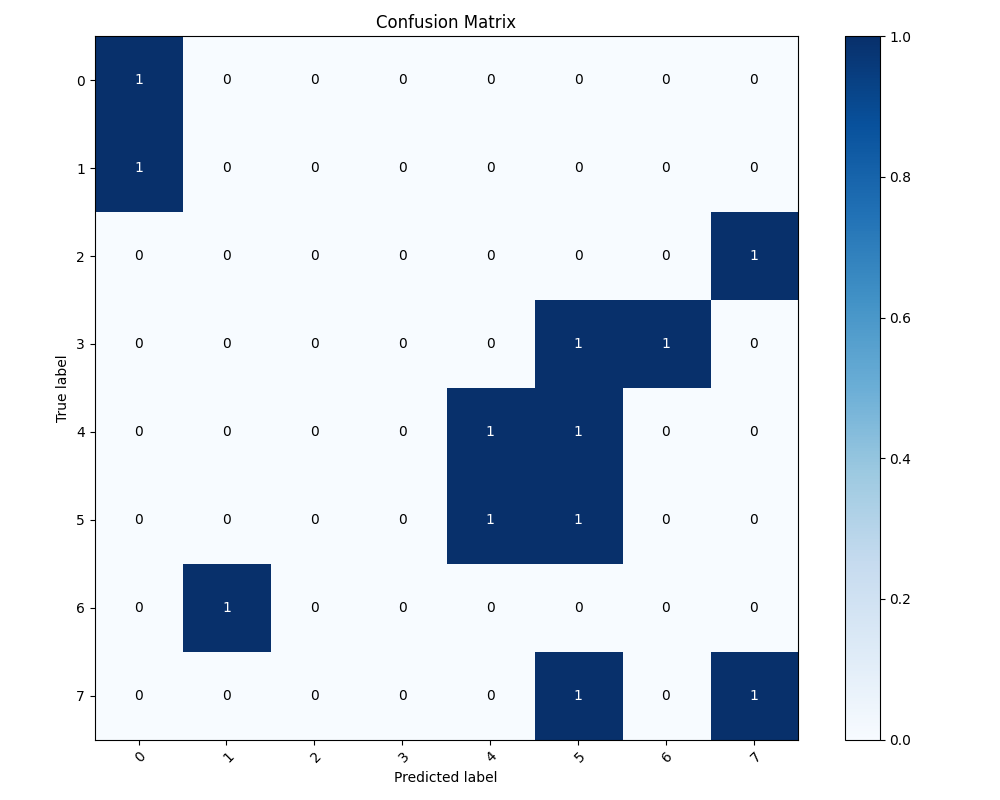 Confusion Matrix
0 1 0 0 0 0 0 0 0
1 1 0 0 0 0 0 0 0
2 0 0 0 0 0 0 0 1
3 0 0 0 0 0 1 1 0
4 0 0 0 0 1 1 0 0
5 0 0 0 0 1 1 0 0
6 0 1 0 0 0 0 0 0
7 0 0 0 0 0 1 0 1
0 1 2 3 4 5 6 7
True label
Predicted label
1.0
0.8
0.6
0.4
0.2
0.0